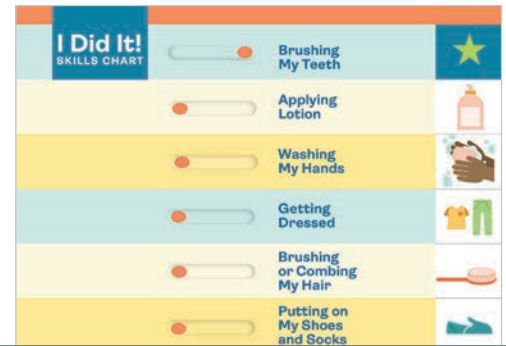 I Did It!
SKILLS CHART
Brushing
My Teeth
Applying
Lotion
Washing
My Hands
Getting
Dressed
Brushing
or Combing
My Hair
Putting on
My Shoes
and Socks